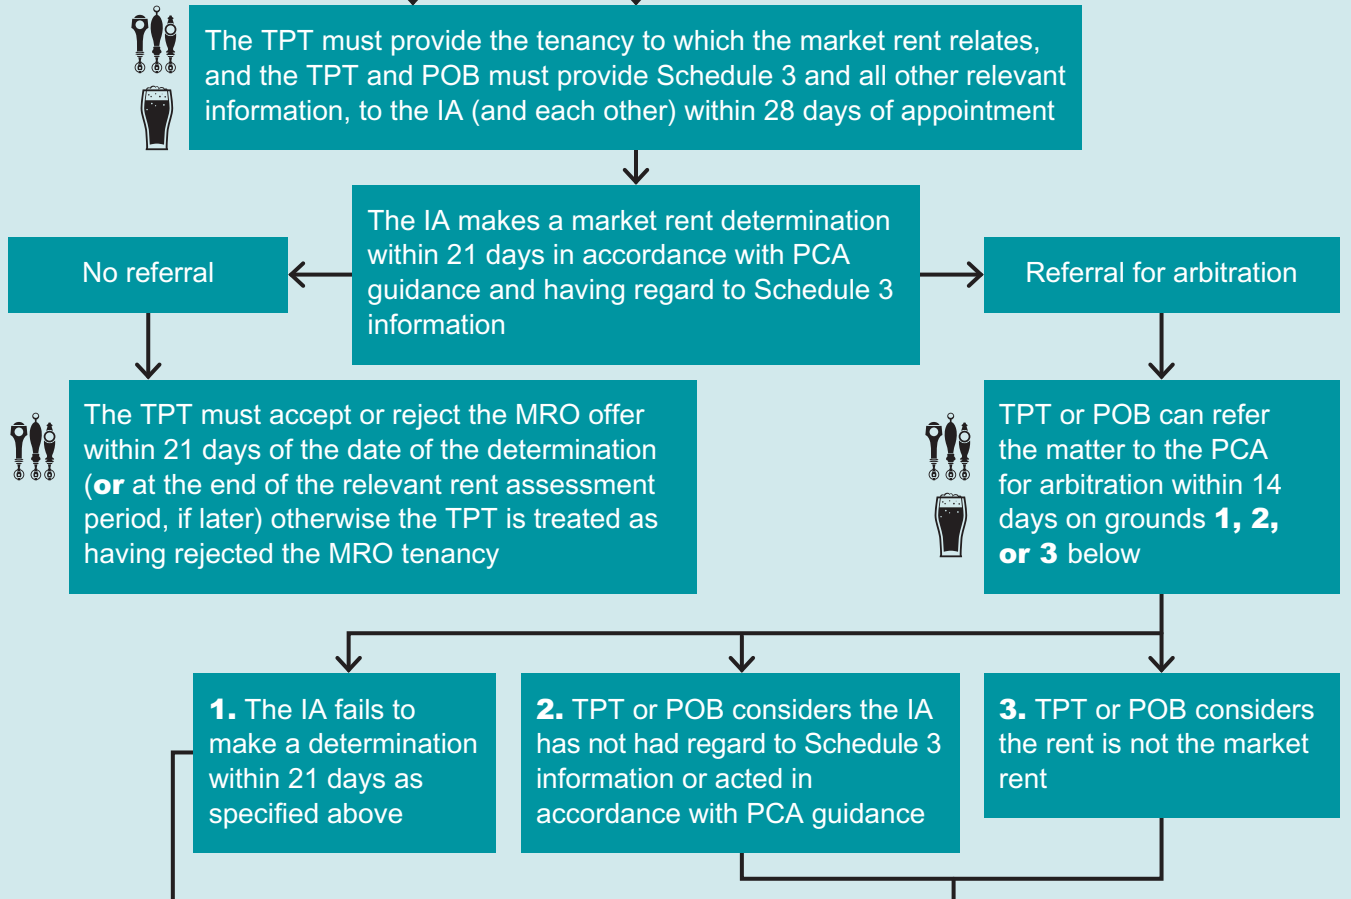 The TPT must provide the tenancy to which the market rent relates,
and the TPT and POB must provide Schedule 3 and all other relevant
information, to the IA (and each other) within 28 days of appointment
The IA makes a market rent determination
within 21 days in accordance with PCA
guidance and having regard to Schedule 3
information
No referral
Referral for arbitration
The TPT must accept or reject the MRO offer
within 21 days of the date of the determination
(or at the end of the relevant rent assessment
period, if later) otherwise the TPT is treated as
having rejected the MRO tenancy
TPT or POB can refer
the matter to the PCA
for arbitration within 14
days on grounds 1, 2,
or 3 below
1. The IA fails to
make a determination
within 21 days as
specified above
2. TPT or POB considers the IA
has not had regard to Schedule 3
information or acted in
accordance with PCA guidance
3. TPT or POB considers
the rent is not the market
rent